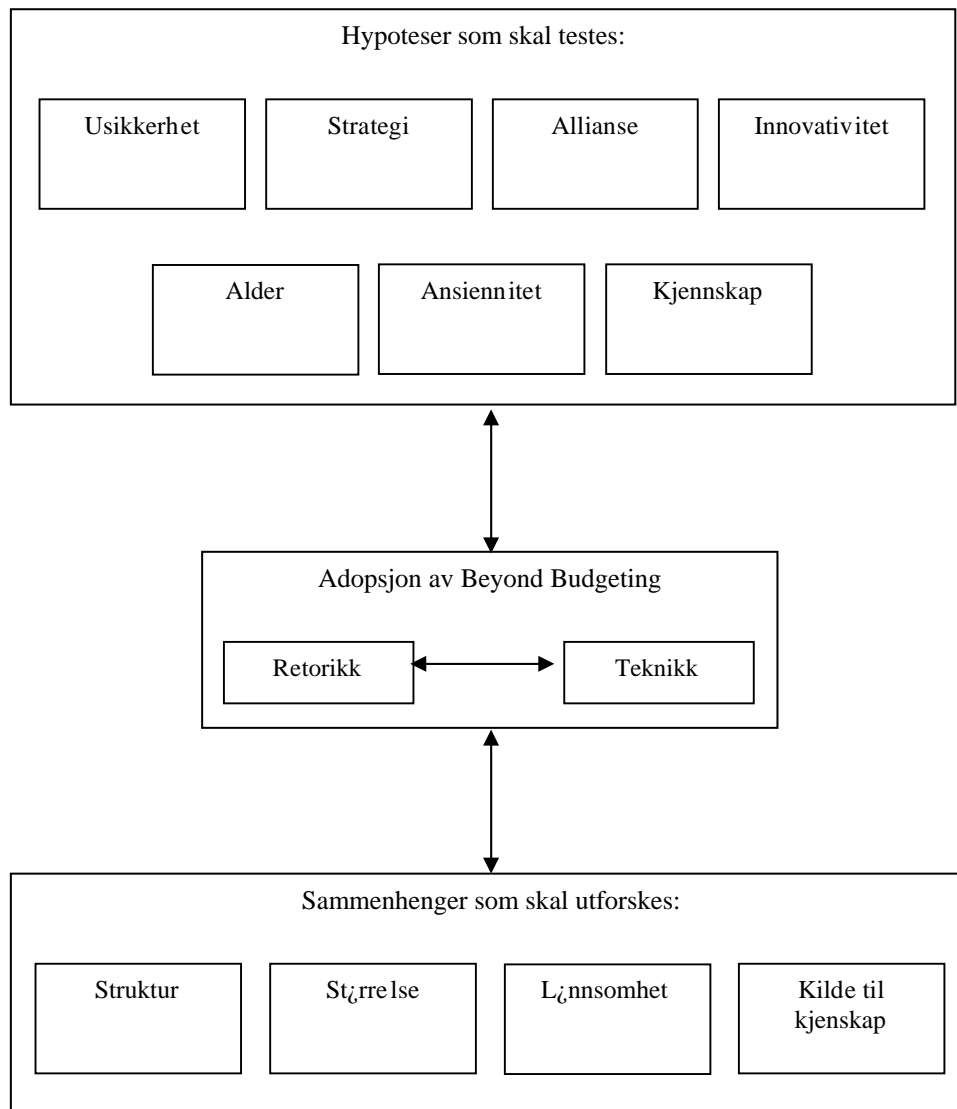 Hypoteser som skal testes:
Usikkerhet
Strategi
Allianse
Innovativitet
Alder
Ansiennitet
Kjennskap
Adopsjon av Beyond Budgeting
Retorikk
Teknikk
Sammenhenger som skal utforskes:
Struktur
St¿rrelse
L¿nnsomhet
Kilde til
kjenskap